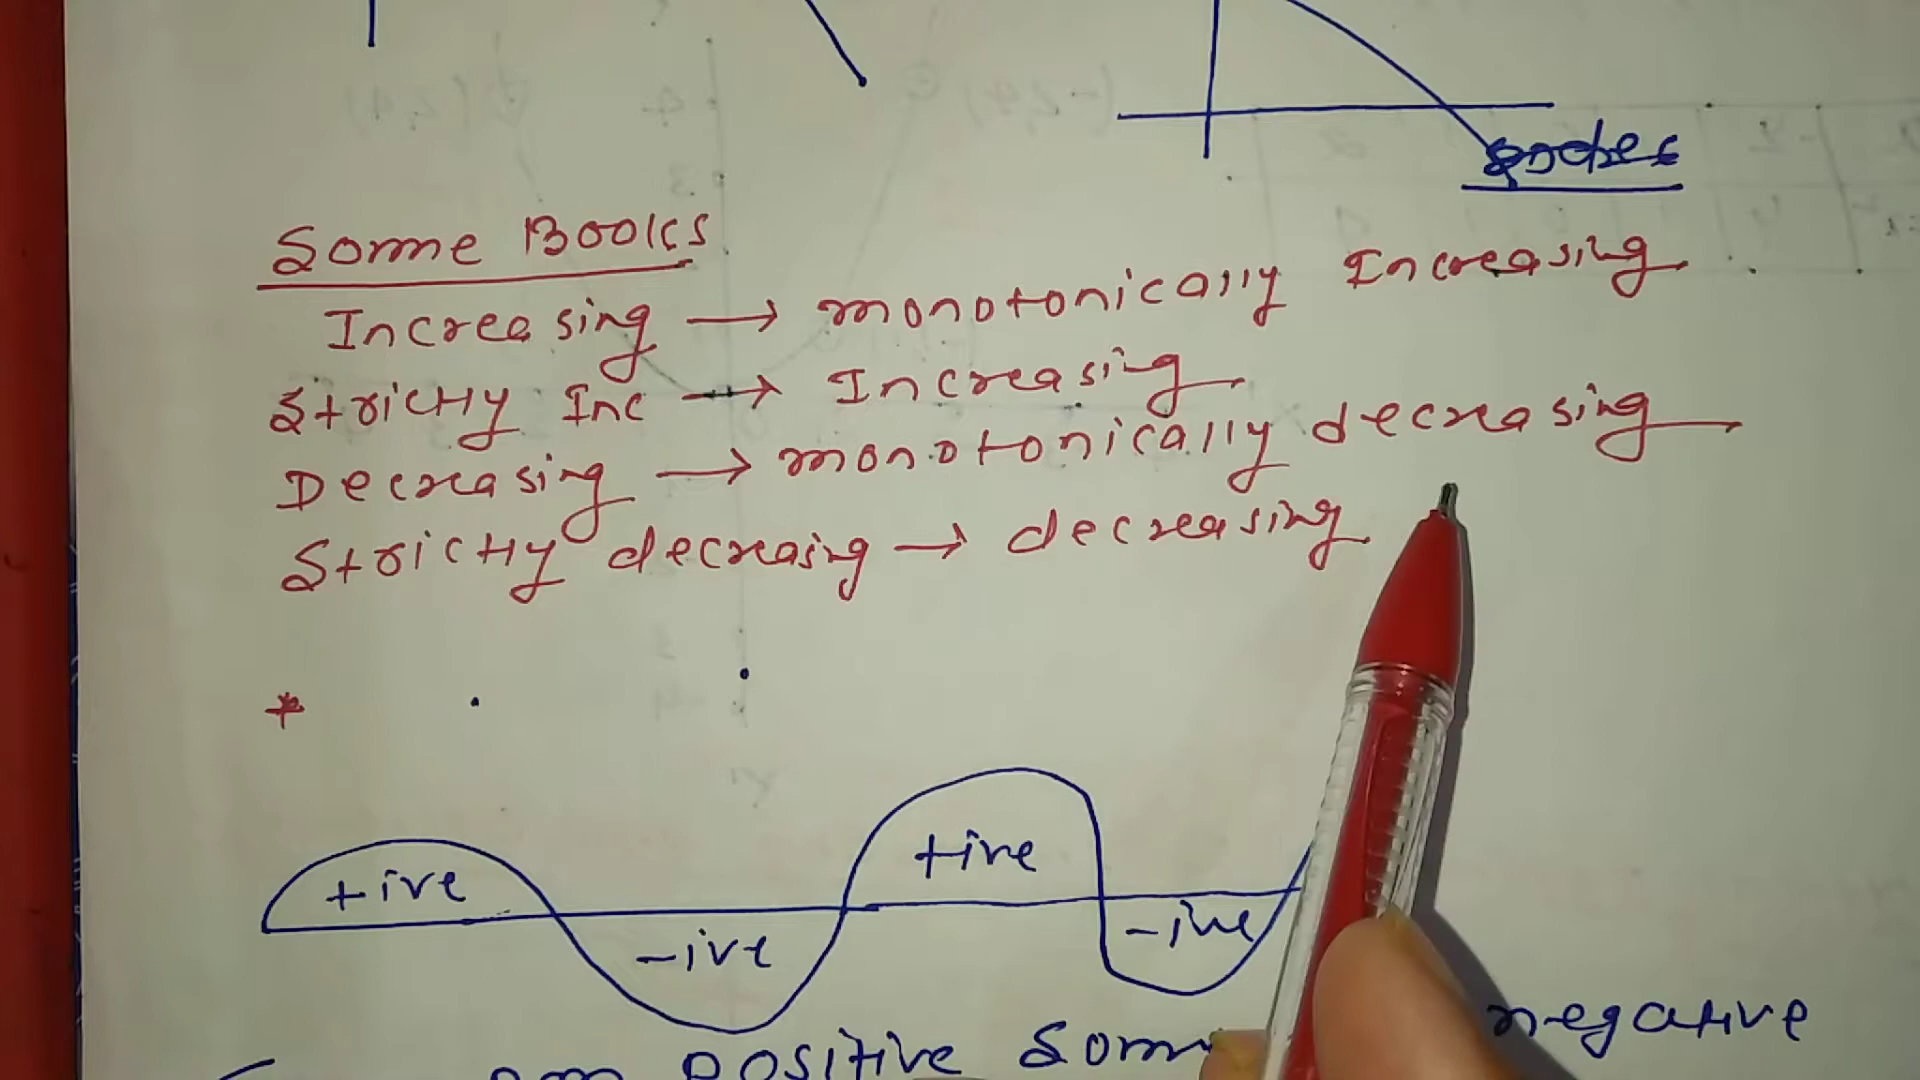 Some Books
Increasing → monotonically Increasing
Strictly Inc → Increasing
Decreasing → monotonically decreasing
Strictly decreasing → decreasing
*
+ive
+ive
-ive
-ive
positive Som negative